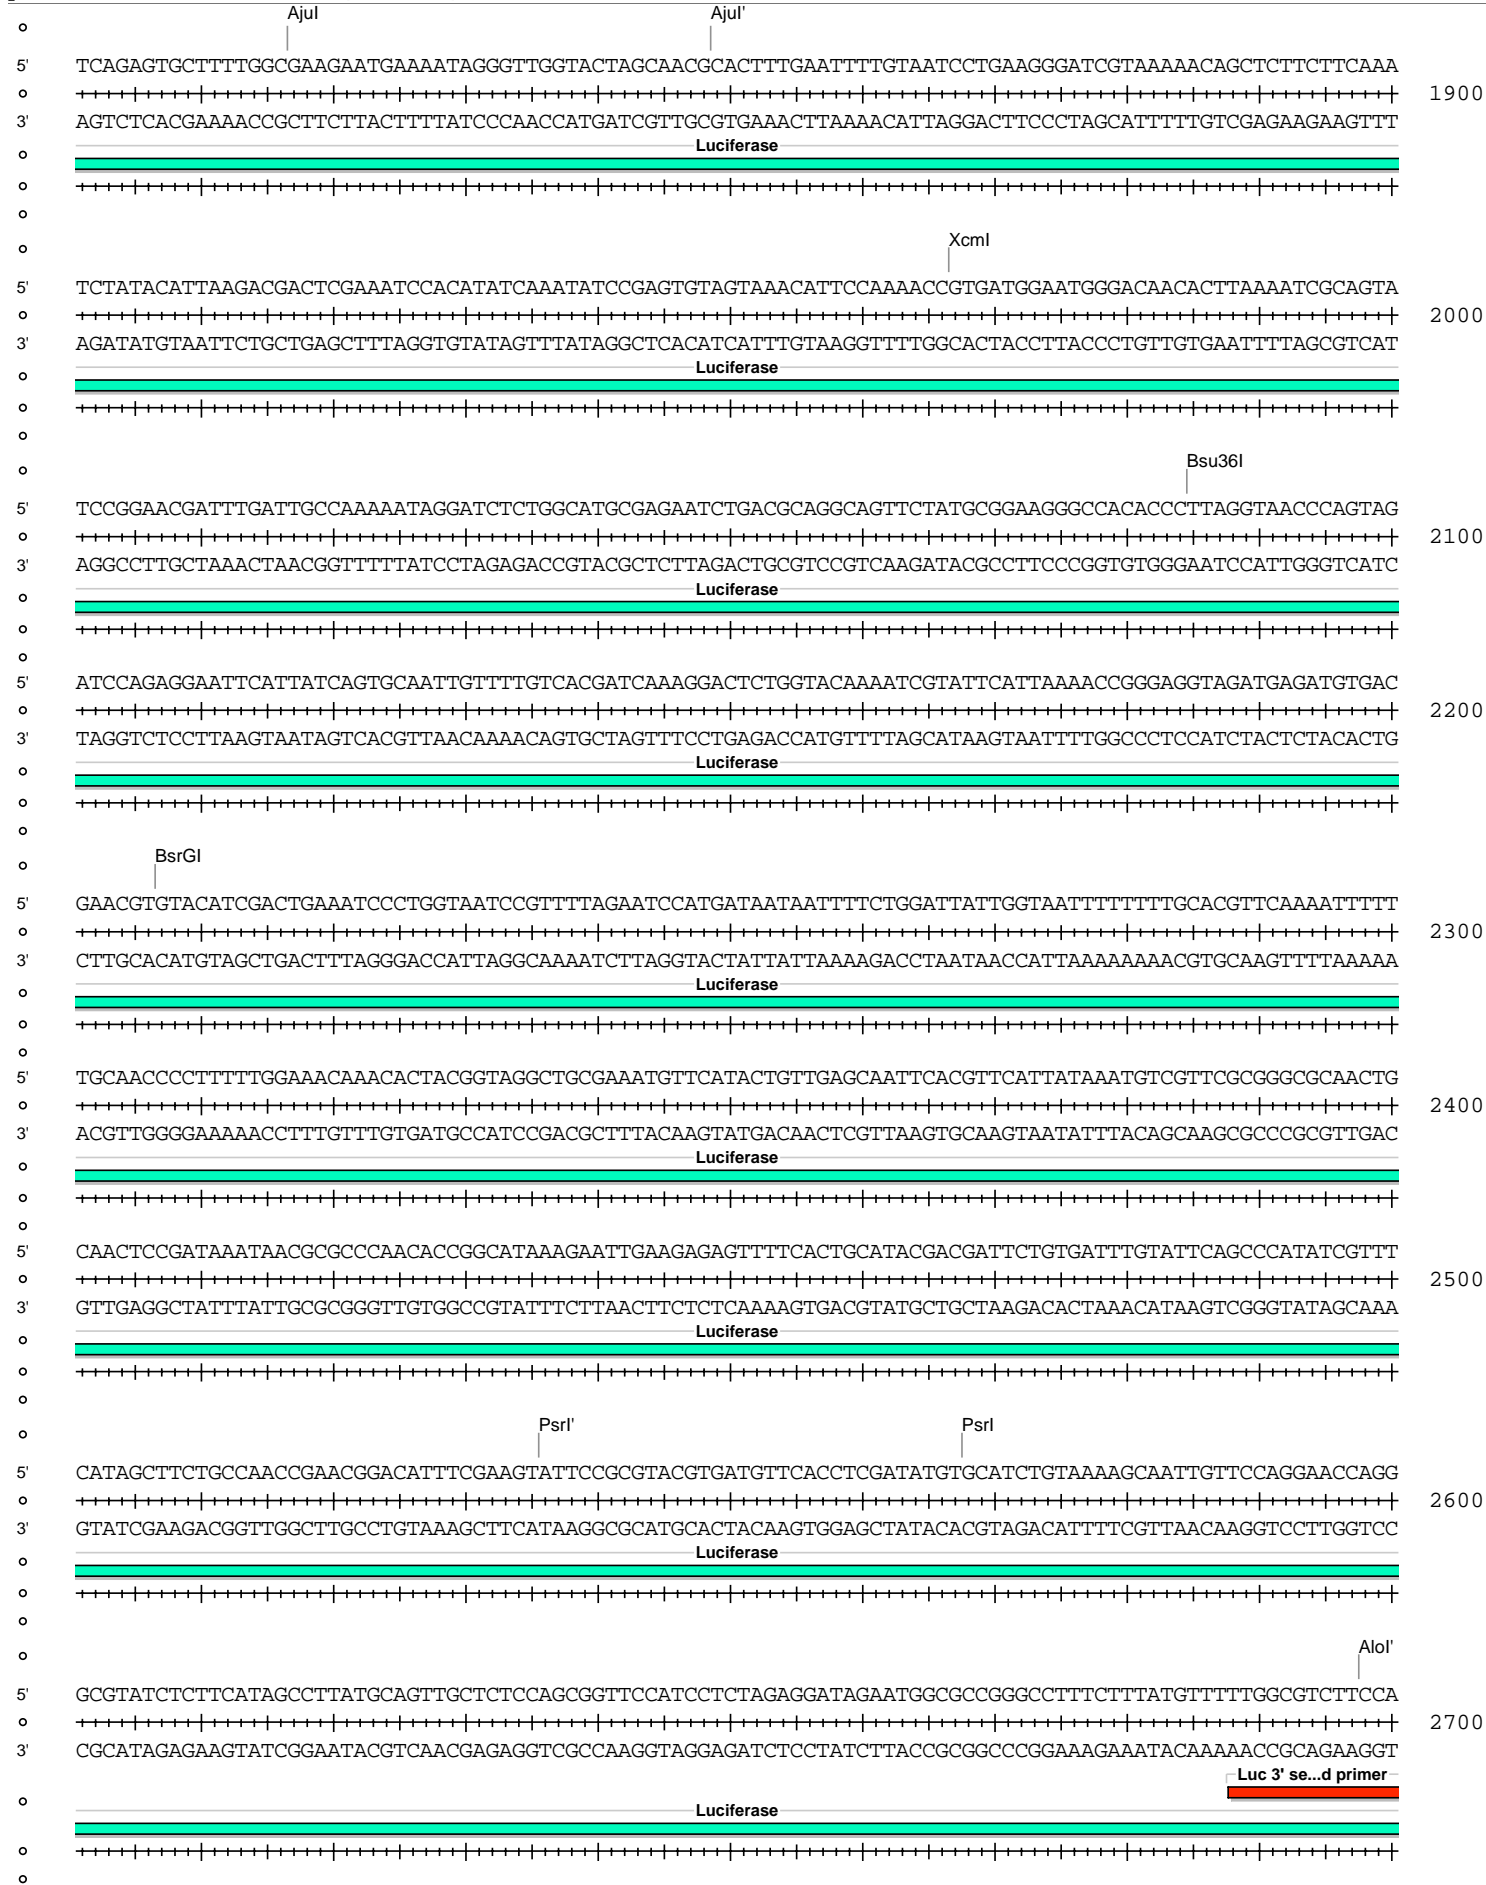 AjuI AjuI'
5' TCAGAGTGCTTTTGGCGAAGAATGAAAATAGGGTTGGTACTAGCAACGCACTTTGAATTTTGTAATCCTGAAGGGATCGTAAAAACAGCTCTTCTTCAAA
1900
3' AGTCTCACGAAAACCGCTTCTTACTTTTATCCCAACCATGATCGTTGCGTGAAACTTAAAACATTAGGACTTCCCTAGCATTTTTGTCGAGAAGAAGTTT
Luciferase
XcmI
5' TCTATACATTAAGACGACTCGAAATCCACATATCAAATATCCGAGTGTAGTAAACATTCCAAAACCGTGATGGAATGGGACAACACTTAAAATCGCAGTA
2000
3' AGATATGTAATTCTGCTGAGCTTTAGGTGTATAGTTTATAGGCTCACATCATTTGTAAGGTTTTGGCACTACCTTACCCTGTTGTGAATTTTAGCGTCAT
Luciferase
Bsu36I
5' TCCGGAACGATTTGATTGCCAAAAATAGGATCTCTGGCATGCGAGAATCTGACGCAGGCAGTTCTATGCGGAAGGGCCACACCCTTAGGTAACCCAGTAG
2100
3' AGGCCTTGCTAAACTAACGGTTTTTATCCTAGAGACCGTACGCTCTTAGACTGCGTCCGTCAAGATACGCCTTCCCGGTGTGGGAATCCATTGGGTCATC
Luciferase
5' ATCCAGAGGAATTCATTATCAGTGCAATTGTTTTGTCACGATCAAAGGACTCTGGTACAAAATCGTATTCATTAAAACCGGGAGGTAGATGAGATGTGAC
2200
3' TAGGTCTCCTTAAGTAATAGTCACGTTAACAAAACAGTGCTAGTTTCCTGAGACCATGTTTTAGCATAAGTAATTTTGGCCCTCCATCTACTCTACACTG
Luciferase
BsrGI
5' GAACGTGTACATCGACTGAAATCCCTGGTAATCCGTTTTAGAATCCATGATAATAATTTTCTGGATTATTGGTAATTTTTTTTGCACGTTCAAAATTTTT
2300
3' CTTGCACATGTAGCTGACTTTAGGGACCATTAGGCAAAATCTTAGGTACTATTATTAAAAGACCTAATAACCATTAAAAAAAACGTGCAAGTTTTAAAAA
Luciferase
5' TGCAACCCCTTTTTGGAAACAAACACTACGGTAGGCTGCGAAATGTTCATACTGTTGAGCAATTCACGTTCATTATAAATGTCGTTCGCGGGCGCAACTG
2400
3' ACGTTGGGGAAAAACCTTTGTTTGTGATGCCATCCGACGCTTTACAAGTATGACAACTCGTTAAGTGCAAGTAATATTTACAGCAAGCGCCCGCGTTGAC
Luciferase
5' CAACTCCGATAAATAACGCGCCCAACACCGGCATAAAGAATTGAAGAGAGTTTTCACTGCATACGACGATTCTGTGATTTGTATTCAGCCCATATCGTTT
2500
3' GTTGAGGCTATTTATTGCGCGGGTTGTGGCCGTATTTCTTAACTTCTCTCAAAAGTGACGTATGCTGCTAAGACACTAAACATAAGTCGGGTATAGCAAA
Luciferase
PsrI' PsrI
5' CATAGCTTCTGCCAACCGAACGGACATTTCGAAGTATTCCGCGTACGTGATGTTCACCTCGATATGTGCATCTGTAAAAGCAATTGTTCCAGGAACCAGG
2600
3' GTATCGAAGACGGTTGGCTTGCCTGTAAAGCTTCATAAGGCGCATGCACTACAAGTGGAGCTATACACGTAGACATTTTCGTTAACAAGGTCCTTGGTCC
Luciferase
AloI'
5' GCGTATCTCTTCATAGCCTTATGCAGTTGCTCTCCAGCGGTTCCATCCTCTAGAGGATAGAATGGCGCCGGGCCTTTCTTTATGTTTTTGGCGTCTTCCA
2700
3' CGCATAGAGAAGTATCGGAATACGTCAACGAGAGGTCGCCAAGGTAGGAGATCTCCTATCTTACCGCGGCCCGGAAAGAAATACAAAAACCGCAGAAGGT
Luc 3' se...d primer
Luciferase